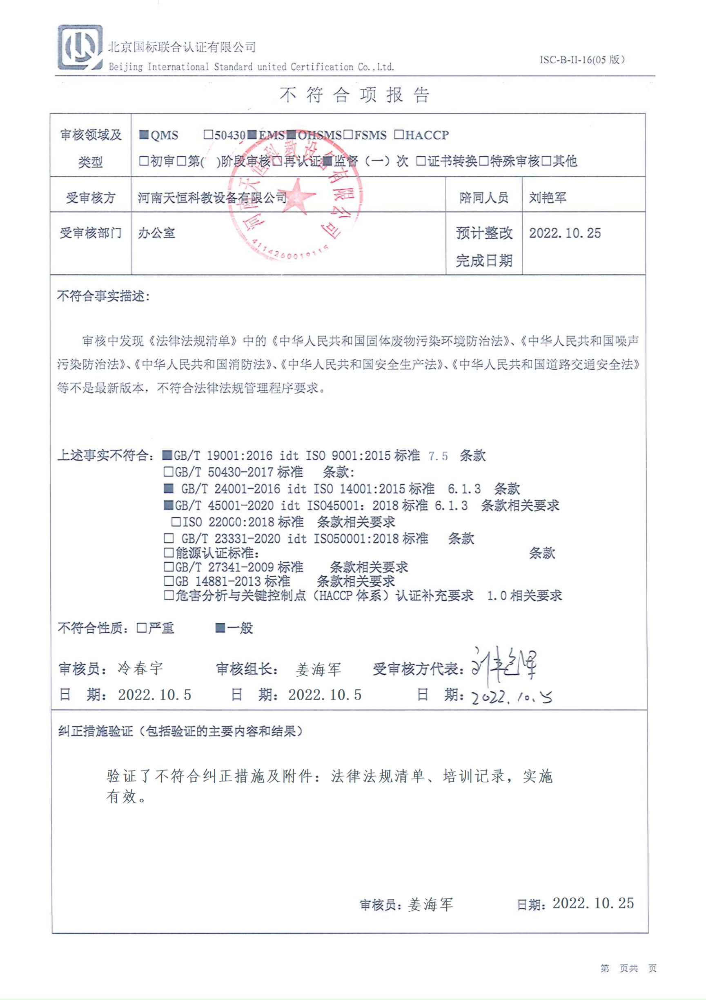 北京国标联合认证有限公司
Beijing International Standard united Certification Co.,Ltd.
ISC-B-II-16(05 版)
不 符 合 项 报 告
审核领域及类型
■QMS □50430■EMS■OHSMS□FSMS □HACCP
□初审□第( )阶段审核□再认证■监督（一）次 □证书转换□特殊审核□其他
受审核方 河南天恒科教设备有限公司 陪同人员 刘艳军
受审核部门 办公室 预计整改完成日期 2022.10.25
河南天恒科教设备有限公司
4114260019115
不符合事实描述：
审核中发现《法律法规清单》中的《中华人民共和国固体废物污染环境防治法》、《中华人民共和国噪声
污染防治法》、《中华人民共和国消防法》、《中华人民共和国安全生产法》、《中华人民共和国道路交通安全法》
等不是最新版本，不符合法律法规管理程序要求。
上述事实不符合：■GB/T 19001:2016 idt ISO 9001:2015 标准 7.5 条款
□GB/T 50430-2017 标准 条款：
■ GB/T 24001-2016 idt ISO 14001:2015 标准 6.1.3 条款
■GB/T 45001-2020 idt ISO45001：2018 标准 6.1.3 条款相关要求
□ISO 22000:2018 标准 条款相关要求
□ GB/T 23331-2020 idt ISO50001:2018 标准 条款
□能源认证标准： 条款
□GB/T 27341-2009 标准 条款相关要求
□GB 14881-2013 标准 条款相关要求
□危害分析与关键控制点（HACCP 体系）认证补充要求 1.0 相关要求
不符合性质：□严重 ■一般
审核员：冷春宇 审核组长：姜海军 受审核方代表：刘艳军
日 期：2022.10.5 日 期：2022.10.5 日 期：2022.10.5
纠正措施验证（包括验证的主要内容和结果）
验证了不符合纠正措施及附件：法律法规清单、培训记录，实施
有效。
审核员：姜海军 日期：2022.10.25
第 页共 页